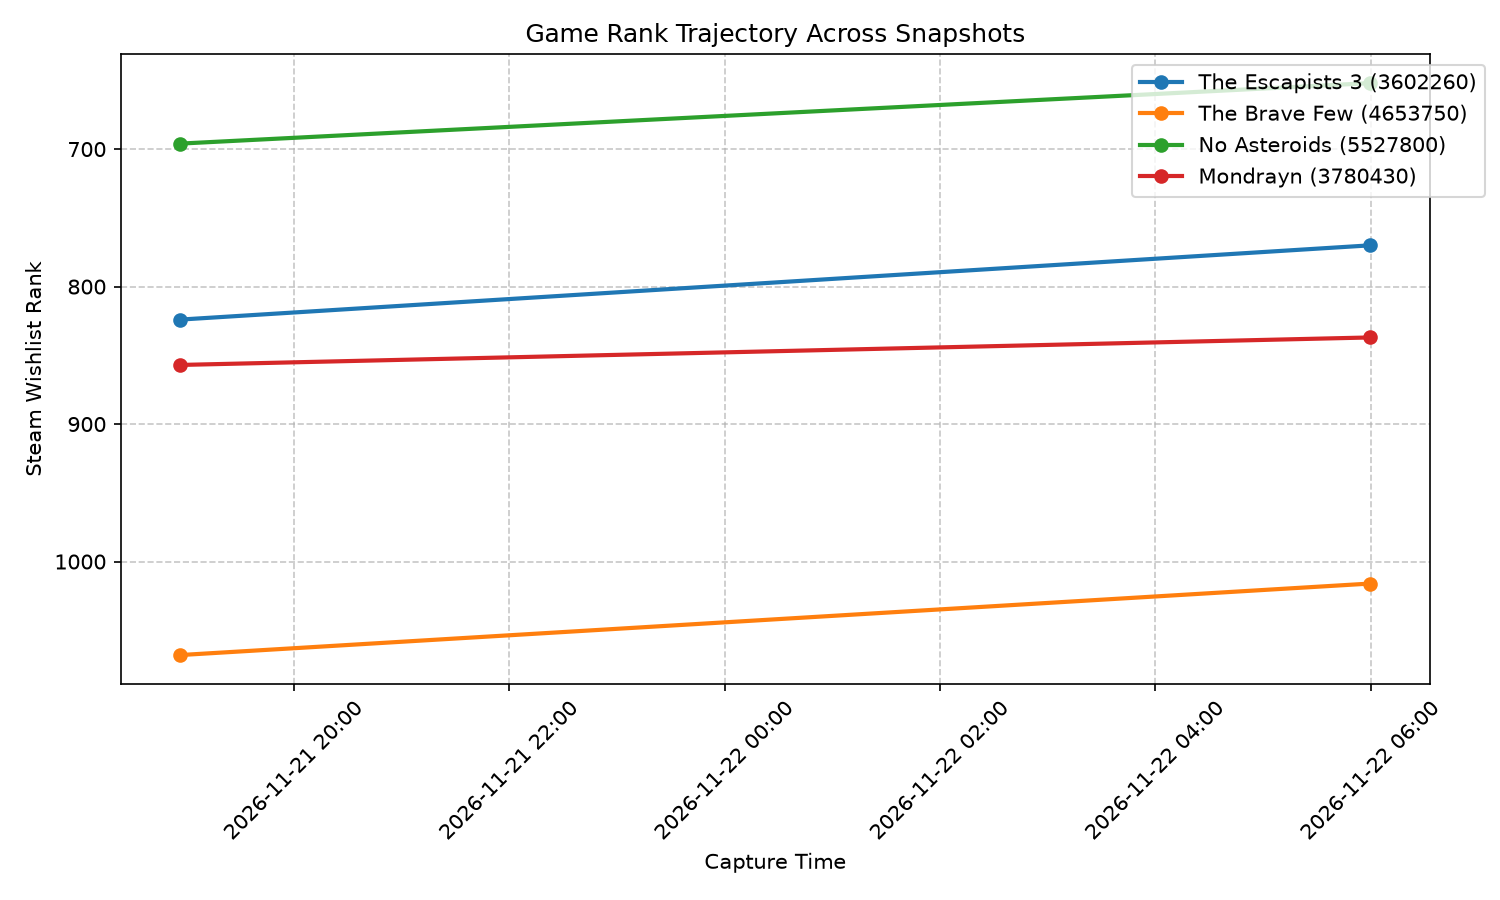 Game Rank Trajectory Across Snapshots
The Escapists 3 (3602260)
The Brave Few (4653750)
No Asteroids (5527800)
Mondrayn (3780430)
Steam Wishlist Rank
700
800
900
1000
2026-11-21 20:00
2026-11-21 22:00
2026-11-22 00:00
2026-11-22 02:00
2026-11-22 04:00
2026-11-22 06:00
Capture Time